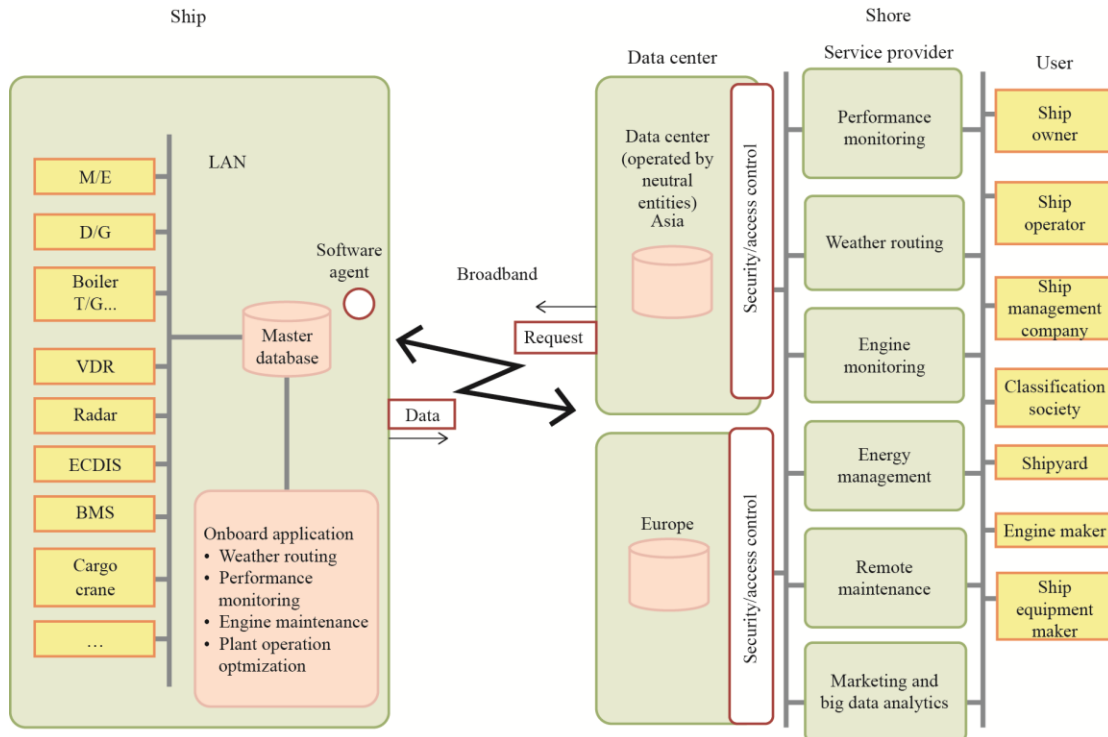 Ship
LAN
M/E
D/G
Boiler
T/G...
VDR
Radar
ECDIS
BMS
Cargo
crane
…
Software
agent
Master
database
Onboard application
• Weather routing
• Performance
monitoring
• Engine maintenance
• Plant operation
optmization
Broadband
Request
Data
Shore
Data center
Data center
(operated by
neutral
entities)
Asia
Security/access control
Europe
Security/access control
Service provider
Performance
monitoring
Weather routing
Engine
monitoring
Energy
management
Remote
maintenance
Marketing and
big data analytics
User
Ship
owner
Ship
operator
Ship
management
company
Classification
society
Shipyard
Engine maker
Ship
equipment
maker